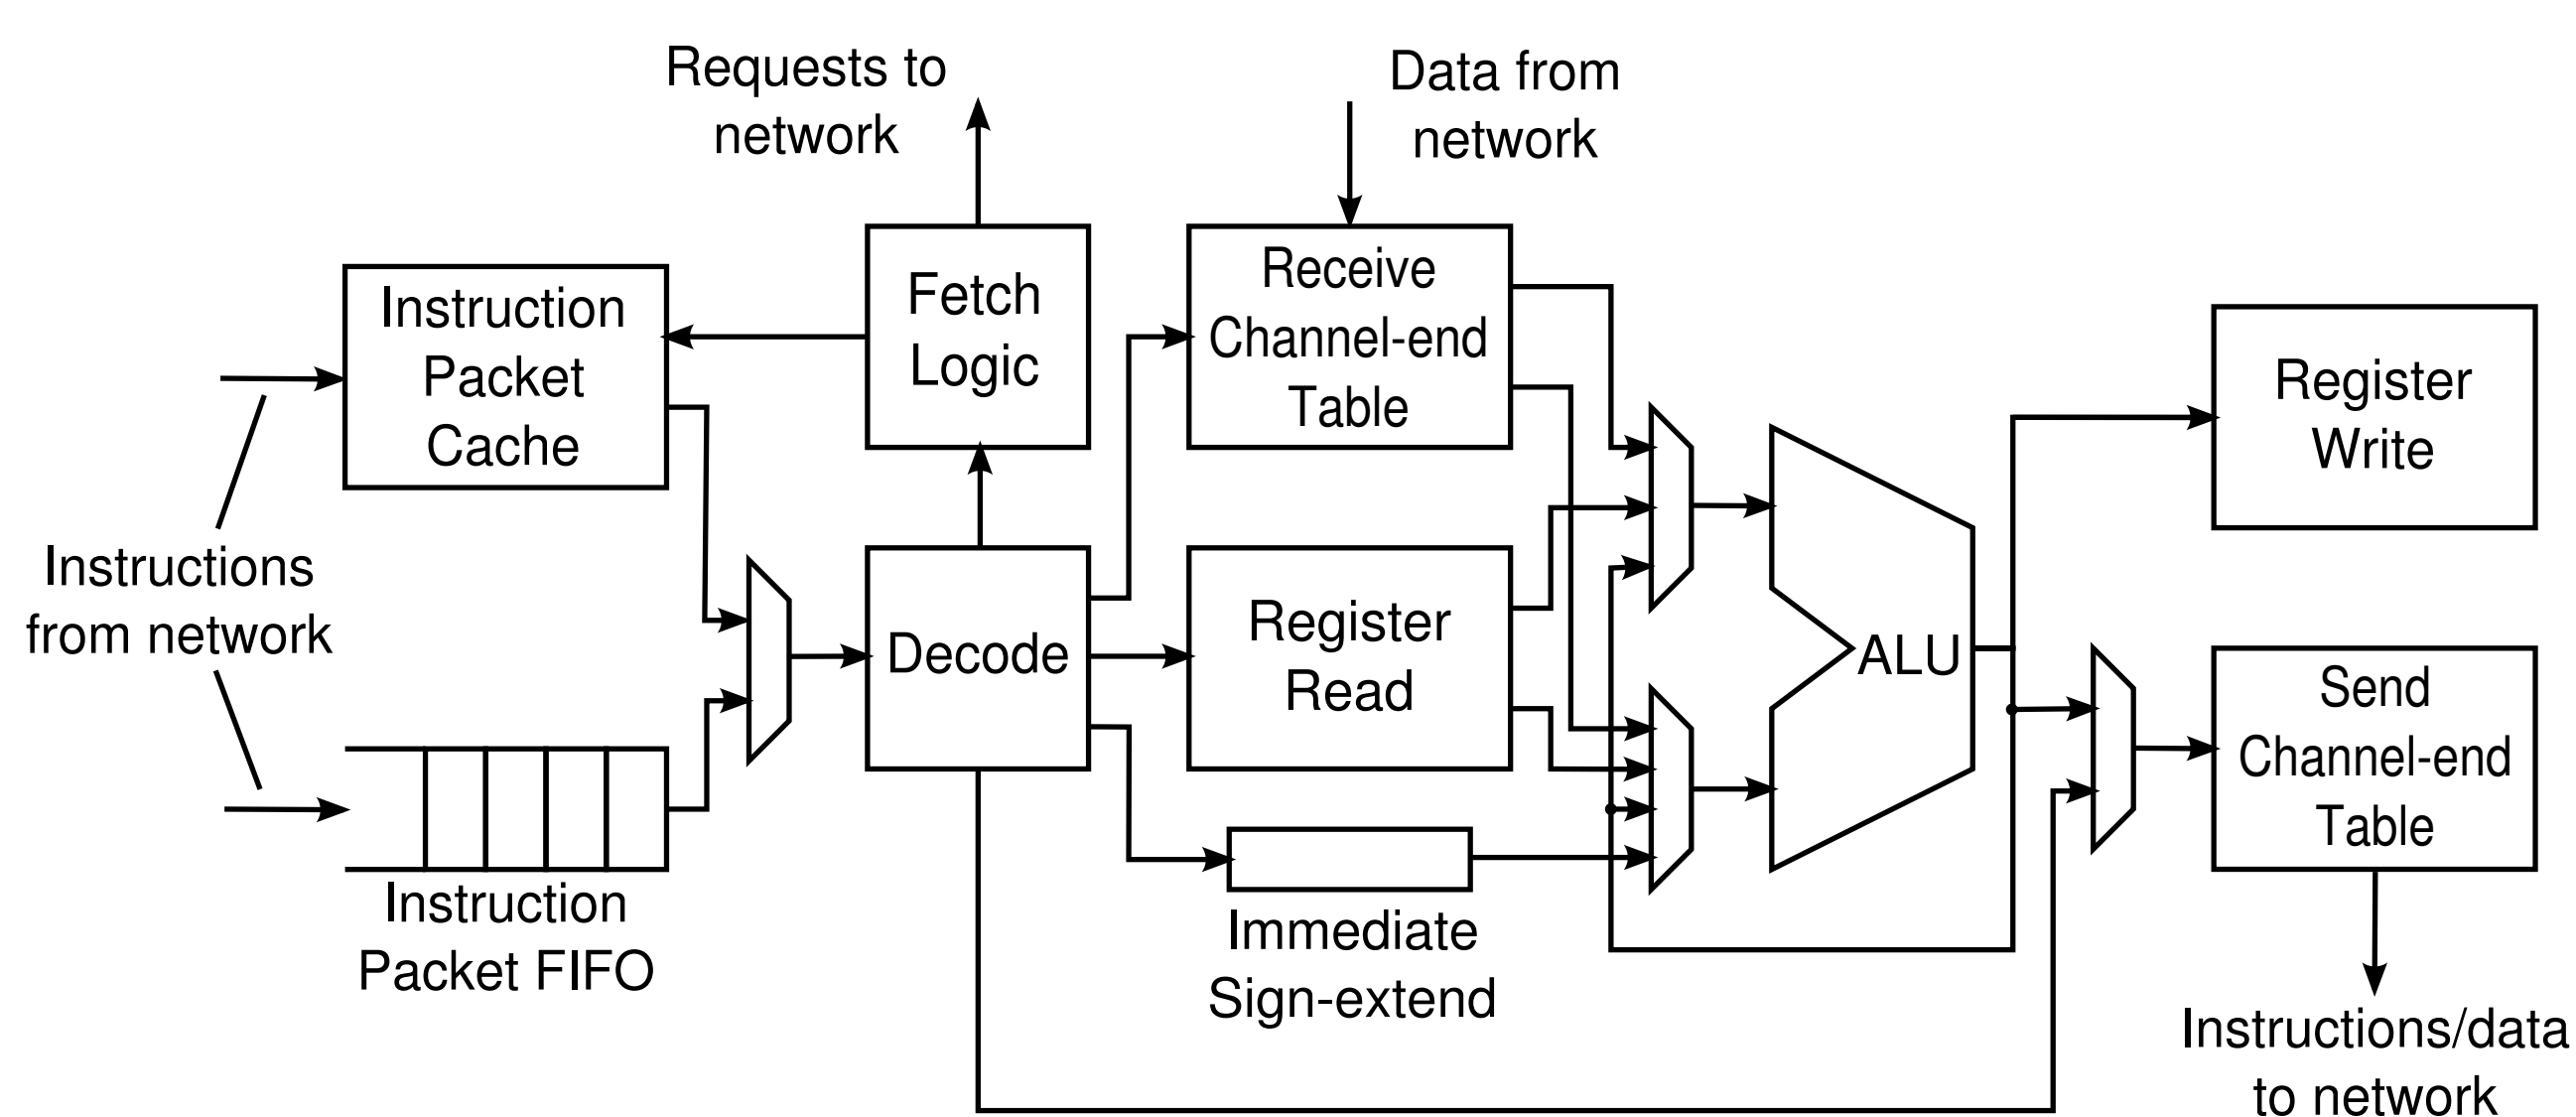 Requests to
network
Data from
network
Instruction
Packet
Cache
Fetch
Logic
Receive
Channel-end
Table
Register
Write
Instructions
from network
Decode
Register
Read
ALU
Send
Channel-end
Table
Instruction
Packet FIFO
Immediate
Sign-extend
Instructions/data
to network